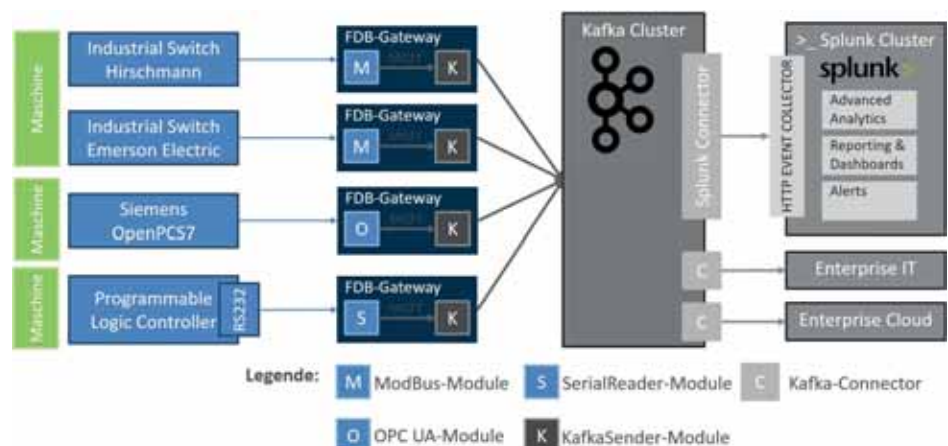 Maschine
Industrial Switch
Hirschmann
FDB-Gateway
M
K
Industrial Switch
Emerson Electric
FDB-Gateway
M
K
Maschine
Siemens
OpenPCS7
FDB-Gateway
O
K
Maschine
Programmable
Logic Controller
RS232
FDB-Gateway
S
K
Kafka Cluster
Splunk Connector
C
C
HTTP EVENT COLLECTOR
>_ Splunk Cluster
splunk>
Advanced
Analytics
Reporting &
Dashboards
Alerts
Enterprise IT
Enterprise Cloud
Legende:
M ModBus-Module
S SerialReader-Module
C Kafka-Connector
O OPC UA-Module
K KafkaSender-Module